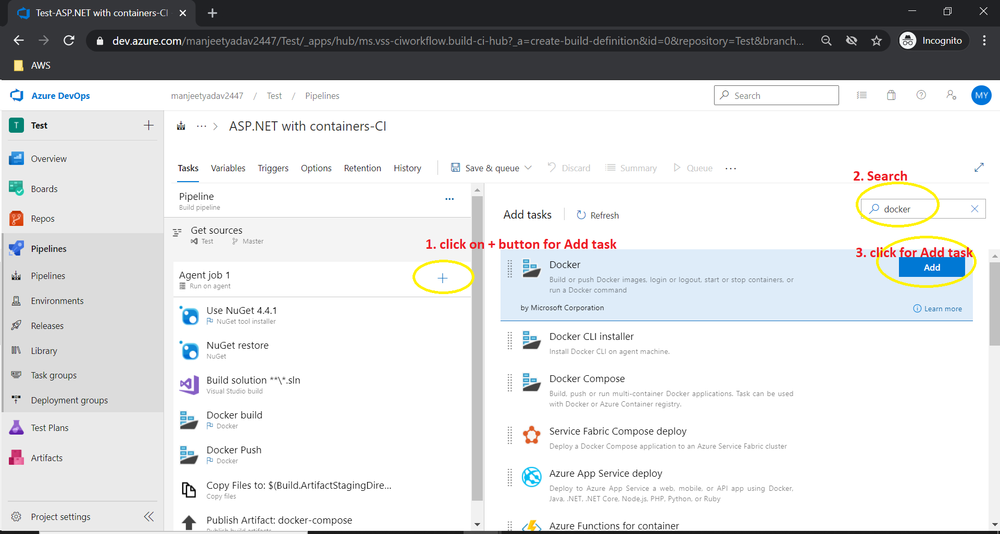 Test-ASP.NET with containers-CI
dev.azure.com/manjeetyadav2447/Test/_apps/hub/ms.vss-ciworkflow.build-ci-hub?_a=create-build-definition&id=0&repository=Test&branch...
Incognito
AWS
Azure DevOps
manjeetyadav2447 / Test / Pipelines
Search
MY
T Test
ASP.NET with containers-CI
Overview
Boards
Repos
Pipelines
Pipelines
Environments
Releases
Library
Task groups
Deployment groups
Test Plans
Artifacts
Project settings
Tasks Variables Triggers Options Retention History Save & queue Discard Summary Queue ...
Pipeline
Build pipeline
Get sources
Test Master
1. click on + button for Add task
Agent job 1
Run on agent
Use NuGet 4.4.1
NuGet tool installer
NuGet restore
NuGet
Build solution **\*.sln
Visual Studio build
Docker build
Docker
Docker Push
Docker
Copy Files to: $(Build.ArtifactStagingDire...
Copy files
Publish Artifact: docker-compose
Publish build artifacts
2. Search
Add tasks Refresh
docker
3. click for Add task
Docker
Add
Build or push Docker images, login or logout, start or stop containers, or
run a Docker command
by Microsoft Corporation
Learn more
Docker CLI installer
Install Docker CLI on agent machine.
Docker Compose
Build, push or run multi-container Docker applications. Task can be used
with Docker or Azure Container registry.
Service Fabric Compose deploy
Deploy a Docker Compose application to an Azure Service Fabric cluster
Azure App Service deploy
Deploy to Azure App Service a web, mobile, or API app using Docker,
Java, .NET, .NET Core, Node.js, PHP, Python, or Ruby
Azure Functions for container